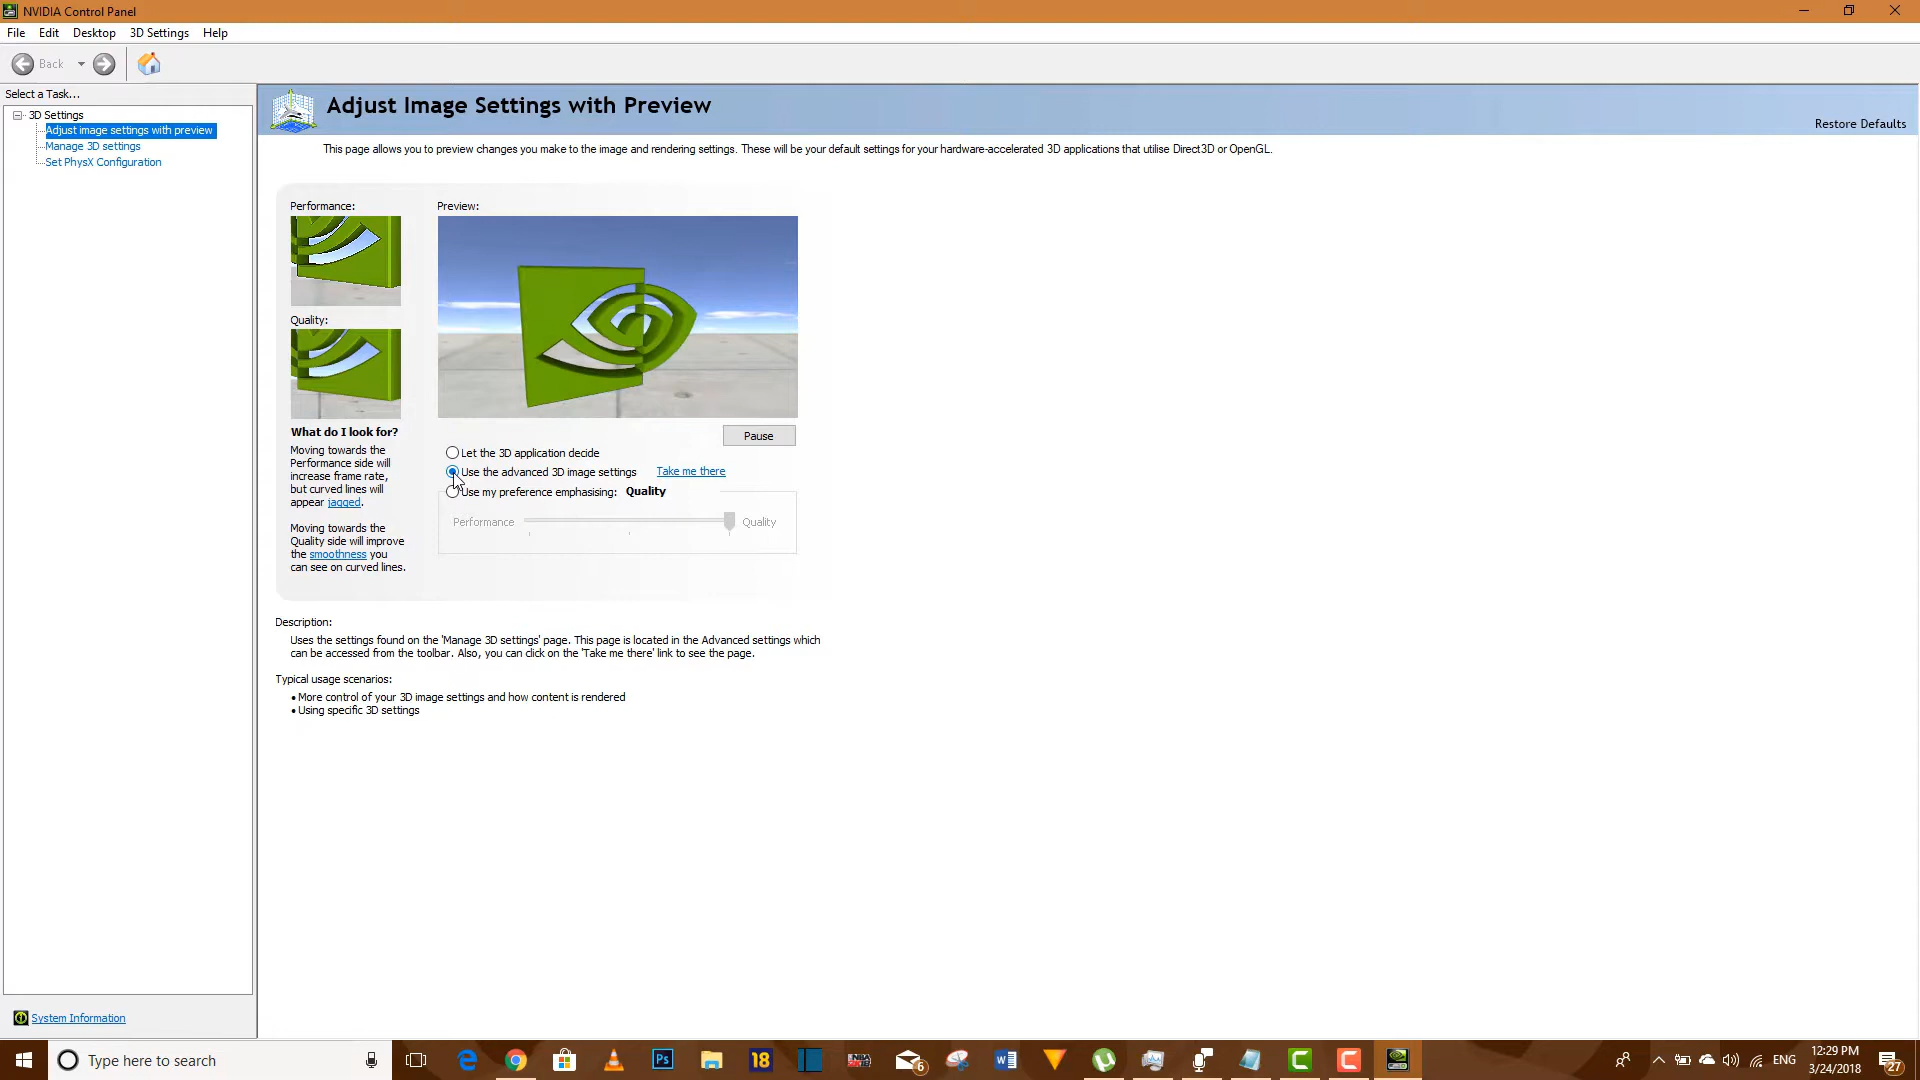 NVIDIA Control Panel
File Edit Desktop 3D Settings Help
Back
Select a Task...
3D Settings
Adjust image settings with preview
Manage 3D settings
Set PhysX Configuration
System Information
Adjust Image Settings with Preview
Restore Defaults
This page allows you to preview changes you make to the image and rendering settings. These will be your default settings for your hardware-accelerated 3D applications that utilise Direct3D or OpenGL.
Performance:
Quality:
What do I look for?
Moving towards the
Performance side will
increase frame rate,
but curved lines will
appear jagged.
Moving towards the
Quality side will improve
the smoothness you
can see on curved lines.
Preview:
Pause
Let the 3D application decide
Use the advanced 3D image settings Take me there
Use my preference emphasising: Quality
Performance Quality
Description:
Uses the settings found on the 'Manage 3D settings' page. This page is located in the Advanced settings which
can be accessed from the toolbar. Also, you can click on the 'Take me there' link to see the page.
Typical usage scenarios:
• More control of your 3D image settings and how content is rendered
• Using specific 3D settings
Type here to search
Ps
18
6
ENG
12:29 PM
3/24/2018
27